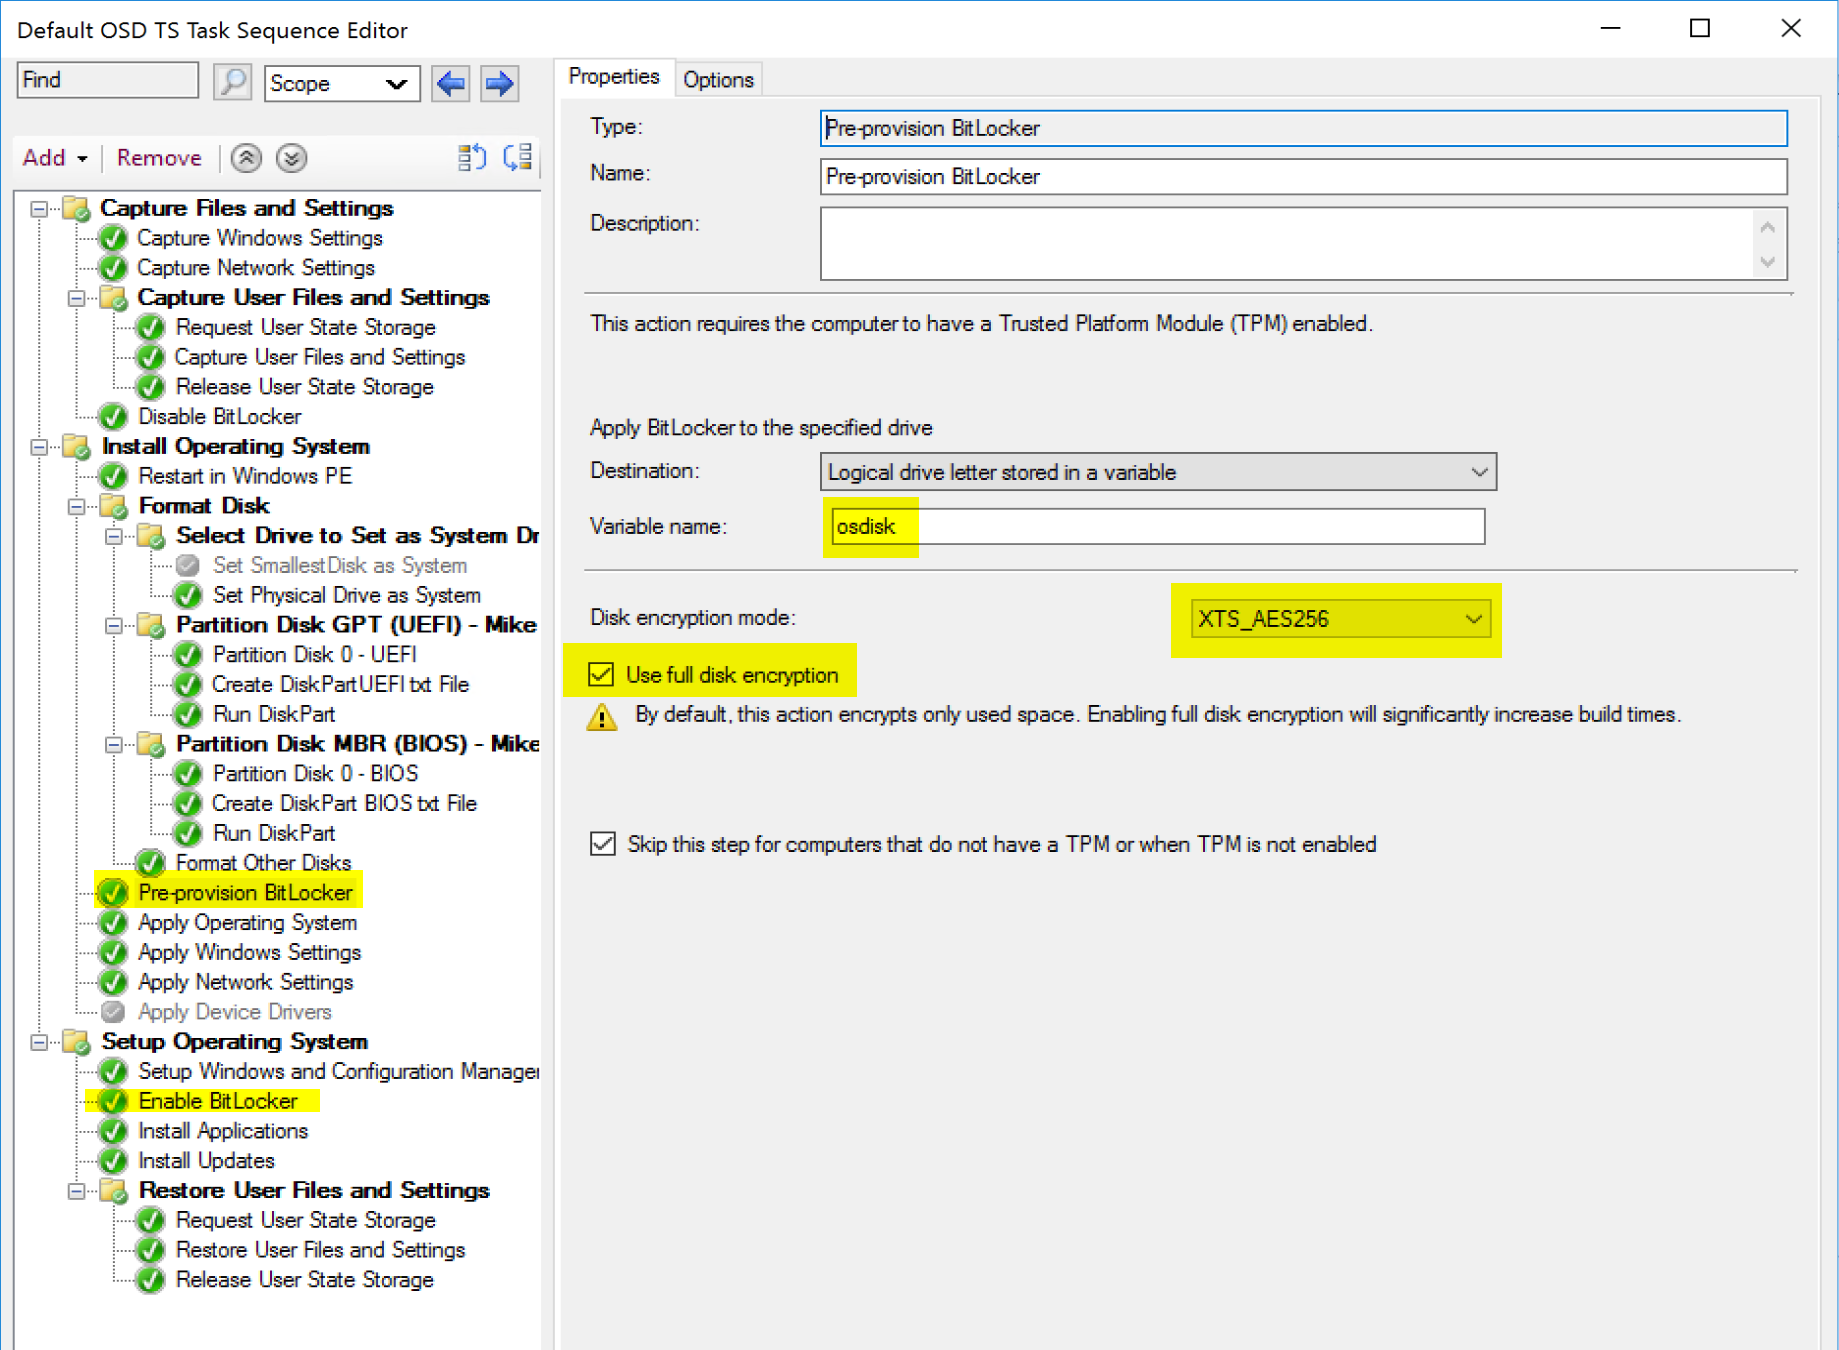 Default OSD TS Task Sequence Editor
Find
Scope
Add
Remove
Capture Files and Settings
Capture Windows Settings
Capture Network Settings
Capture User Files and Settings
Request User State Storage
Capture User Files and Settings
Release User State Storage
Disable BitLocker
Install Operating System
Restart in Windows PE
Format Disk
Select Drive to Set as System Dr
Set SmallestDisk as System
Set Physical Drive as System
Partition Disk GPT (UEFI) - Mike
Partition Disk 0 - UEFI
Create DiskPartUEFI txt File
Run DiskPart
Partition Disk MBR (BIOS) - Mike
Partition Disk 0 - BIOS
Create DiskPart BIOS txt File
Run DiskPart
Format Other Disks
Pre-provision BitLocker
Apply Operating System
Apply Windows Settings
Apply Network Settings
Apply Device Drivers
Setup Operating System
Setup Windows and Configuration Manager
Enable BitLocker
Install Applications
Install Updates
Restore User Files and Settings
Request User State Storage
Restore User Files and Settings
Release User State Storage
Properties
Options
Type:
Pre-provision BitLocker
Name:
Pre-provision BitLocker
Description:
This action requires the computer to have a Trusted Platform Module (TPM) enabled.
Apply BitLocker to the specified drive
Destination:
Logical drive letter stored in a variable
Variable name:
osdisk
Disk encryption mode:
XTS_AES256
Use full disk encryption
By default, this action encrypts only used space. Enabling full disk encryption will significantly increase build times.
Skip this step for computers that do not have a TPM or when TPM is not enabled